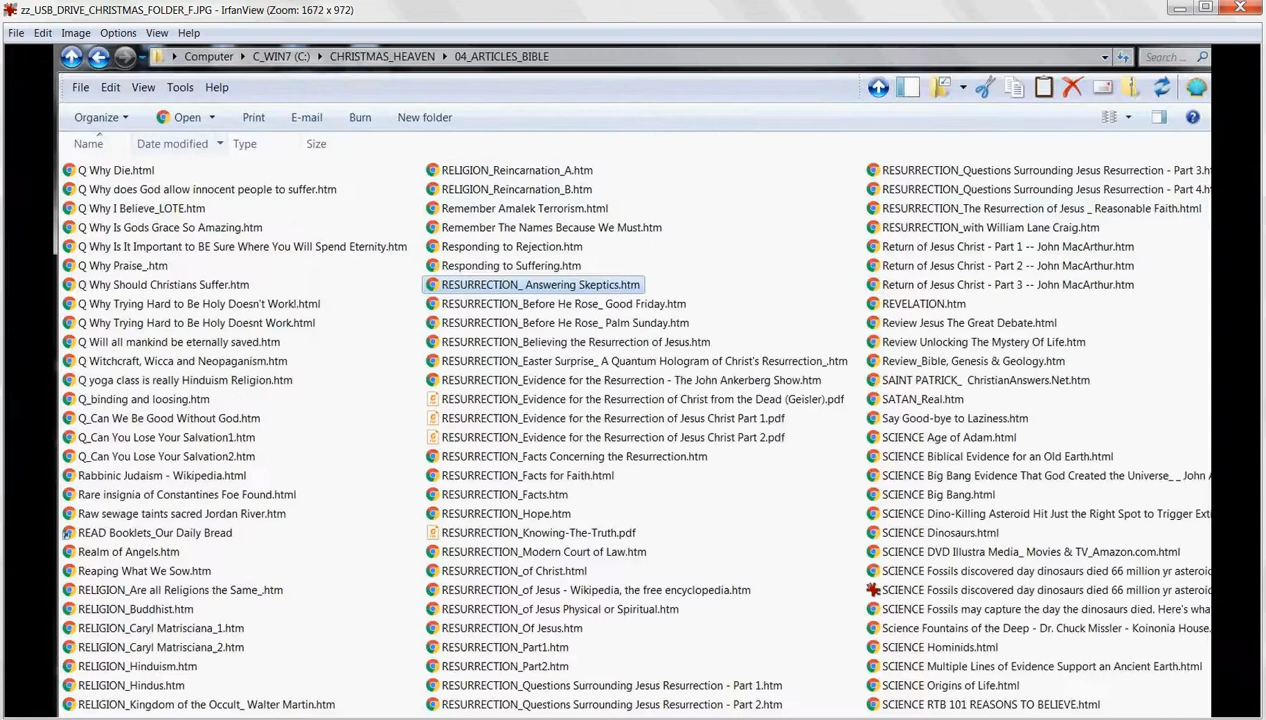 zz_USB_DRIVE_CHRISTMAS_FOLDER_F.JPG - IrfanView (Zoom: 1672 x 972)
File Edit Image Options View Help
Computer C_WIN7 (C:) CHRISTMAS_HEAVEN 04_ARTICLES_BIBLE
Search ...
File Edit View Tools Help
Organize Open Print E-mail Burn New folder
Name Date modified Type Size
Q Why Die.html
Q Why does God allow innocent people to suffer.htm
Q Why I Believe_LOTE.htm
Q Why Is Gods Grace So Amazing.htm
Q Why Is It Important to BE Sure Where You Will Spend Eternity.htm
Q Why Praise_.htm
Q Why Should Christians Suffer.htm
Q Why Trying Hard to Be Holy Doesn't Work!.html
Q Why Trying Hard to Be Holy Doesnt Work.html
Q Will all mankind be eternally saved.htm
Q Witchcraft, Wicca and Neopaganism.htm
Q yoga class is really Hinduism Religion.htm
Q_binding and loosing.htm
Q_Can We Be Good Without God.htm
Q_Can You Lose Your Salvation1.htm
Q_Can You Lose Your Salvation2.htm
Rabbinic Judaism - Wikipedia.html
Rare insignia of Constantines Foe Found.html
Raw sewage taints sacred Jordan River.htm
READ Booklets_Our Daily Bread
Realm of Angels.htm
Reaping What We Sow.htm
RELIGION_Are all Religions the Same_.htm
RELIGION_Buddhist.htm
RELIGION_Caryl Matrisciana_1.htm
RELIGION_Caryl Matrisciana_2.htm
RELIGION_Hinduism.htm
RELIGION_Hindus.htm
RELIGION_Kingdom of the Occult_ Walter Martin.htm
RELIGION_Reincarnation_A.htm
RELIGION_Reincarnation_B.htm
Remember Amalek Terrorism.html
Remember The Names Because We Must.htm
Responding to Rejection.htm
Responding to Suffering.htm
RESURRECTION_ Answering Skeptics.htm
RESURRECTION_Before He Rose_ Good Friday.htm
RESURRECTION_Before He Rose_ Palm Sunday.htm
RESURRECTION_Believing the Resurrection of Jesus.htm
RESURRECTION_Easter Surprise_ A Quantum Hologram of Christ's Resurrection_.htm
RESURRECTION_Evidence for the Resurrection - The John Ankerberg Show.htm
RESURRECTION_Evidence for the Resurrection of Christ from the Dead (Geisler).pdf
RESURRECTION_Evidence for the Resurrection of Jesus Christ Part 1.pdf
RESURRECTION_Evidence for the Resurrection of Jesus Christ Part 2.pdf
RESURRECTION_Facts Concerning the Resurrection.htm
RESURRECTION_Facts for Faith.html
RESURRECTION_Facts.htm
RESURRECTION_Hope.htm
RESURRECTION_Knowing-The-Truth.pdf
RESURRECTION_Modern Court of Law.htm
RESURRECTION_of Christ.html
RESURRECTION_of Jesus - Wikipedia, the free encyclopedia.htm
RESURRECTION_of Jesus Physical or Spiritual.htm
RESURRECTION_Of Jesus.htm
RESURRECTION_Part1.htm
RESURRECTION_Part2.htm
RESURRECTION_Questions Surrounding Jesus Resurrection - Part 1.htm
RESURRECTION_Questions Surrounding Jesus Resurrection - Part 2.htm
RESURRECTION_Questions Surrounding Jesus Resurrection - Part 3.h
RESURRECTION_Questions Surrounding Jesus Resurrection - Part 4.h
RESURRECTION_The Resurrection of Jesus _ Reasonable Faith.htm
RESURRECTION_with William Lane Craig.htm
Return of Jesus Christ - Part 1 -- John MacArthur.htm
Return of Jesus Christ - Part 2 -- John MacArthur.htm
Return of Jesus Christ - Part 3 -- John MacArthur.htm
REVELATION.htm
Review Jesus The Great Debate.html
Review Unlocking The Mystery Of Life.htm
Review_Bible, Genesis & Geology.htm
SAINT PATRICK_ ChristianAnswers.Net.htm
SATAN_Real.htm
Say Good-bye to Laziness.htm
SCIENCE Age of Adam.html
SCIENCE Biblical Evidence for an Old Earth.htm
SCIENCE Big Bang Evidence That God Created the Universe_ _ John A
SCIENCE Big Bang.html
SCIENCE Dino-Killing Asteroid Hit Just the Right Spot to Trigger Ext
SCIENCE Dinosaurs.html
SCIENCE DVD Illustra Media_ Movies & TV_Amazon.com.htm
SCIENCE Fossils discovered day dinosaurs died 66 million yr asteroid
SCIENCE Fossils discovered day dinosaurs died 66 million yr asteroid
SCIENCE Fossils may capture the day the dinosaurs died. Here's wha
Science Fountains of the Deep - Dr. Chuck Missler - Koinonia House.
SCIENCE Hominids.html
SCIENCE Multiple Lines of Evidence Support an Ancient Earth.htm
SCIENCE Origins of Life.html
SCIENCE RTB 101 REASONS TO BELIEVE.html